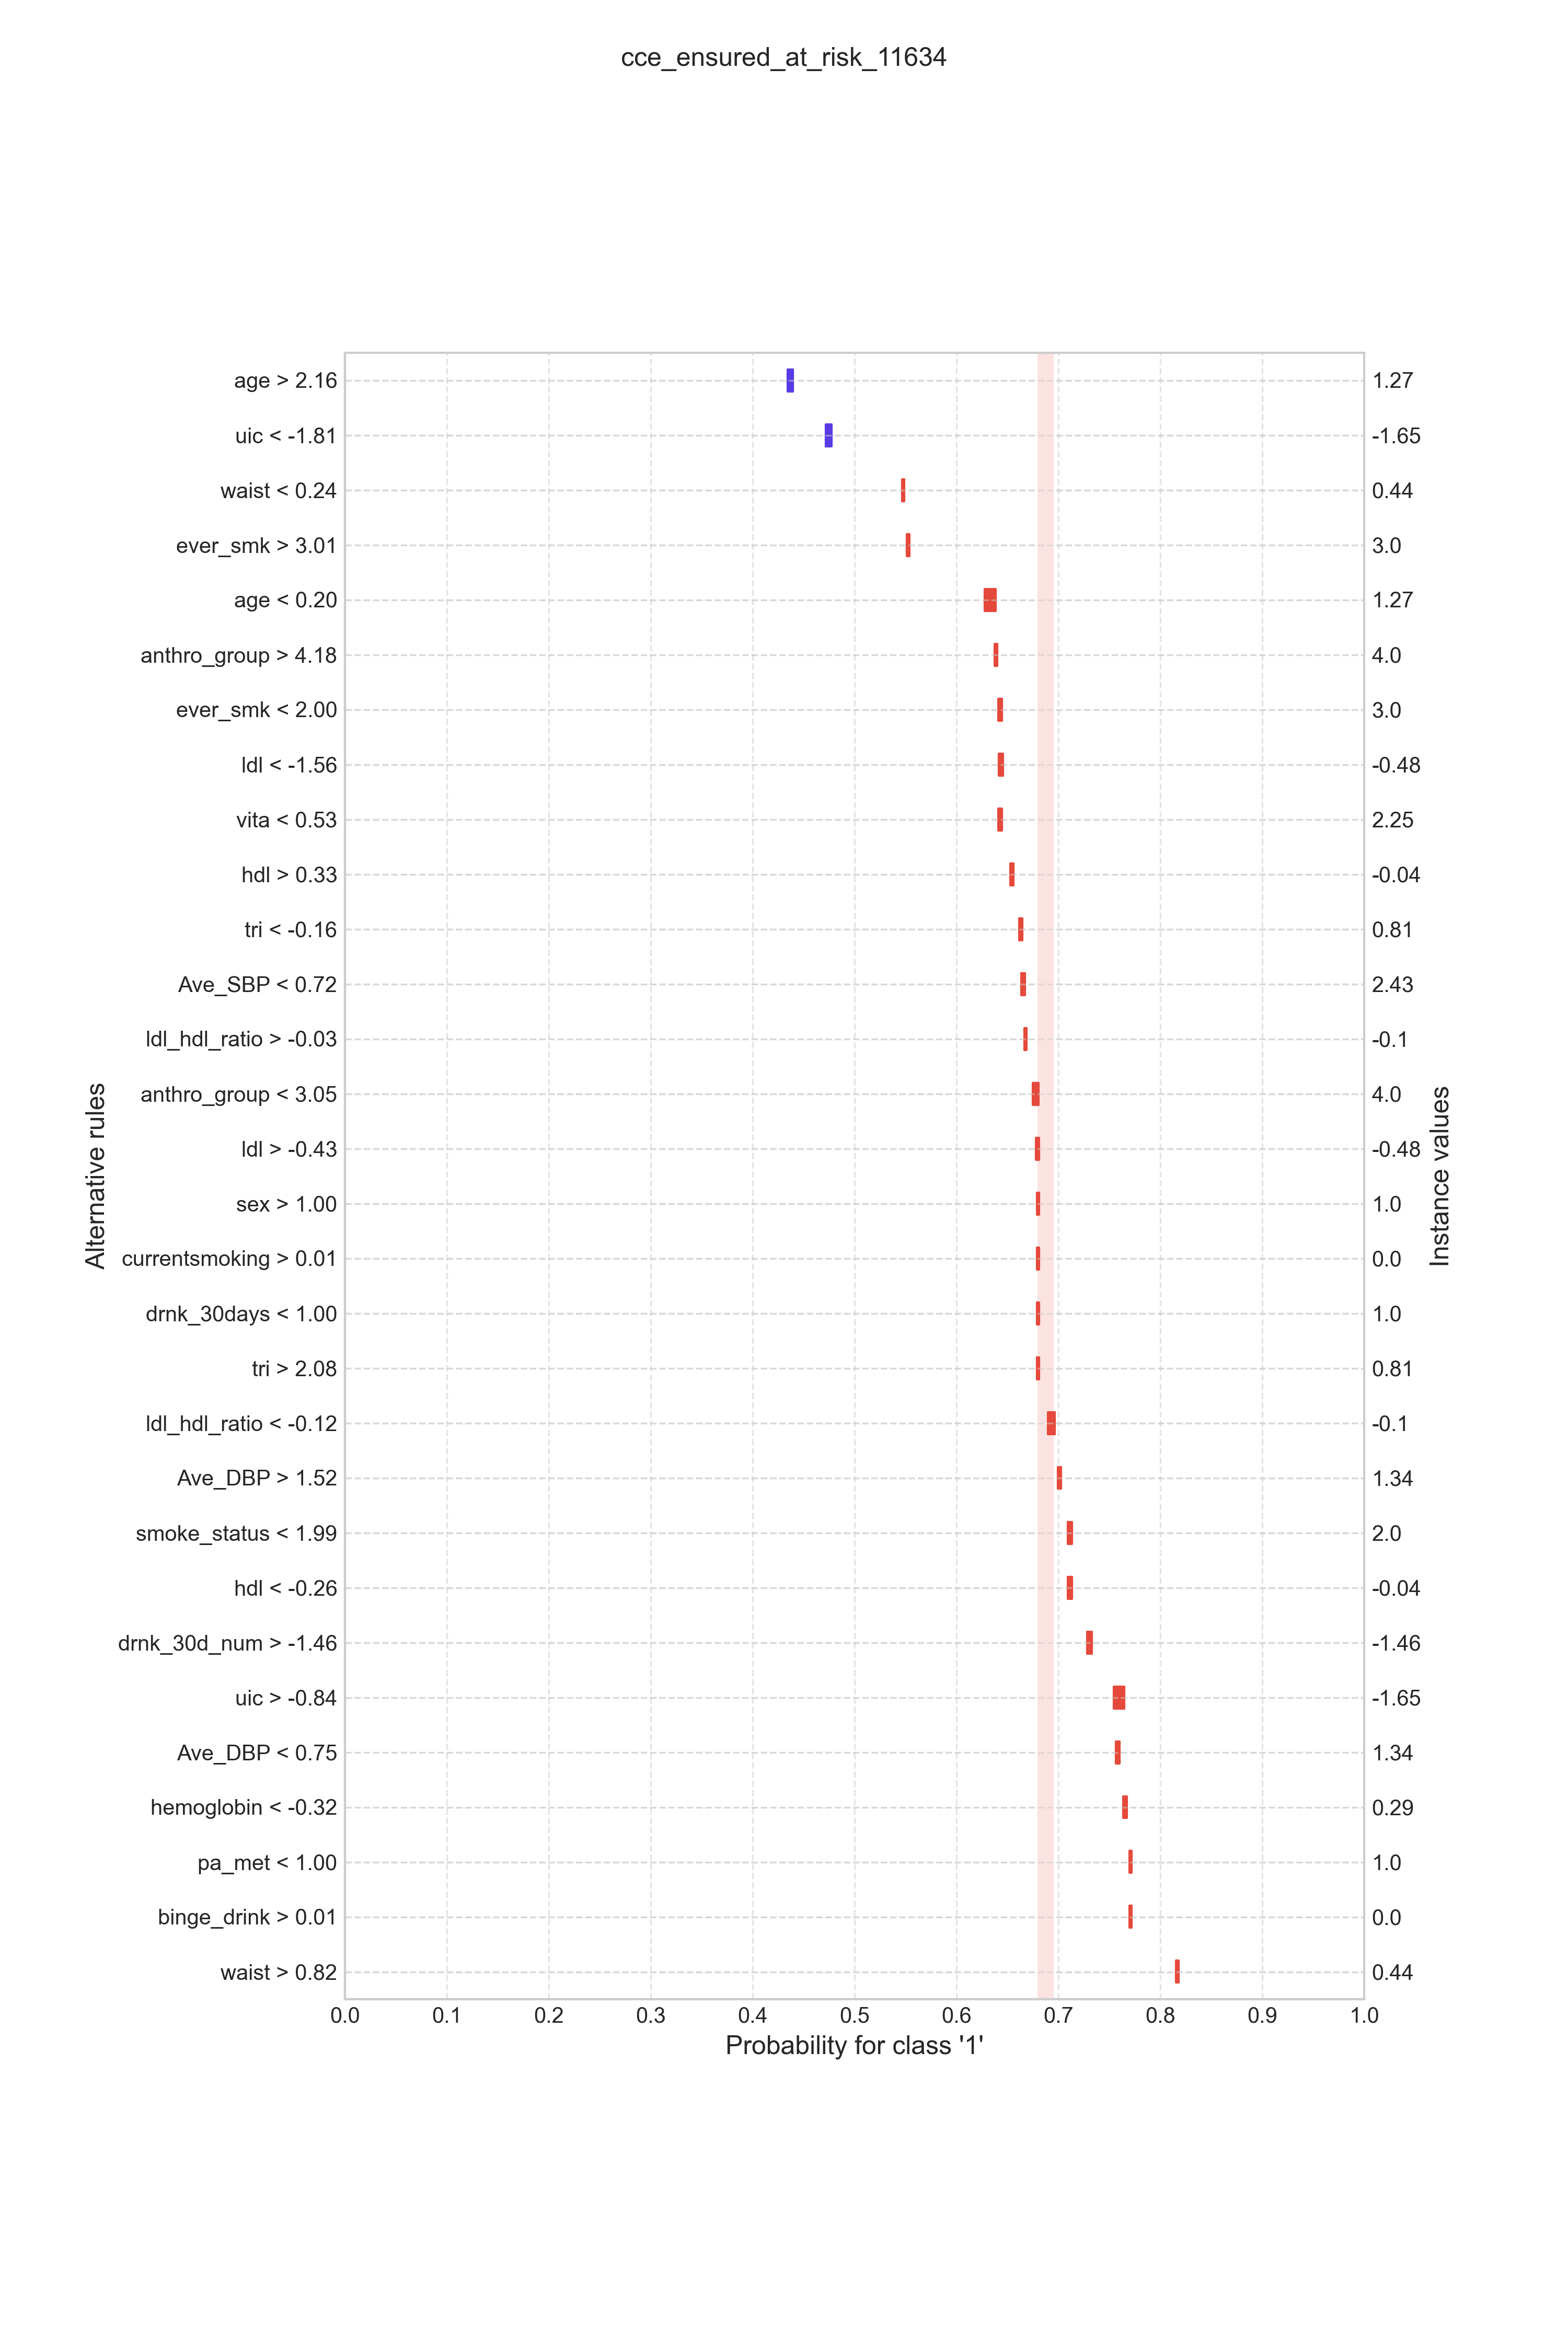 cce_ensured_at_risk_11634
age > 2.16 1.27
uic < -1.81 -1.65
waist < 0.24 0.44
ever_smk > 3.01 3.0
age < 0.20 1.27
anthro_group > 4.18 4.0
ever_smk < 2.00 3.0
ldl < -1.56 -0.48
vita < 0.53 2.25
hdl > 0.33 -0.04
tri < -0.16 0.81
Ave_SBP < 0.72 2.43
ldl_hdl_ratio > -0.03 -0.1
anthro_group < 3.05 4.0
ldl > -0.43 -0.48
sex > 1.00 1.0
currentsmoking > 0.01 0.0
drnk_30days < 1.00 1.0
tri > 2.08 0.81
ldl_hdl_ratio < -0.12 -0.1
Ave_DBP > 1.52 1.34
smoke_status < 1.99 2.0
hdl < -0.26 -0.04
drnk_30d_num > -1.46 -1.46
uic > -0.84 -1.65
Ave_DBP < 0.75 1.34
hemoglobin < -0.32 0.29
pa_met < 1.00 1.0
binge_drink > 0.01 0.0
waist > 0.82 0.44
Alternative rules
Instance values
0.0 0.1 0.2 0.3 0.4 0.5 0.6 0.7 0.8 0.9 1.0
Probability for class '1'